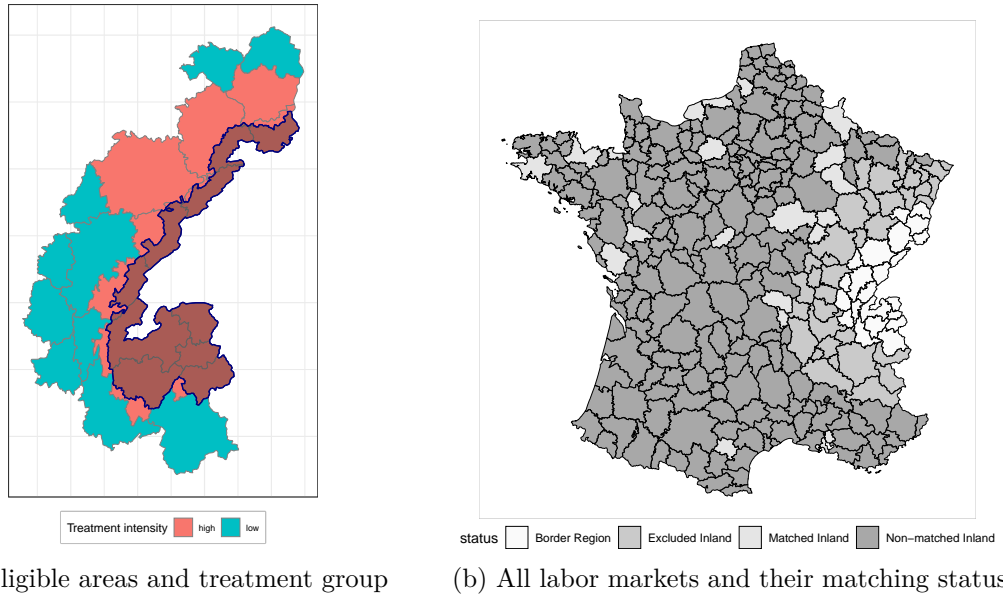 Treatment intensity high low
status Border Region Excluded Inland Matched Inland Non−matched Inland
ligible areas and treatment group
(b) All labor markets and their matching status